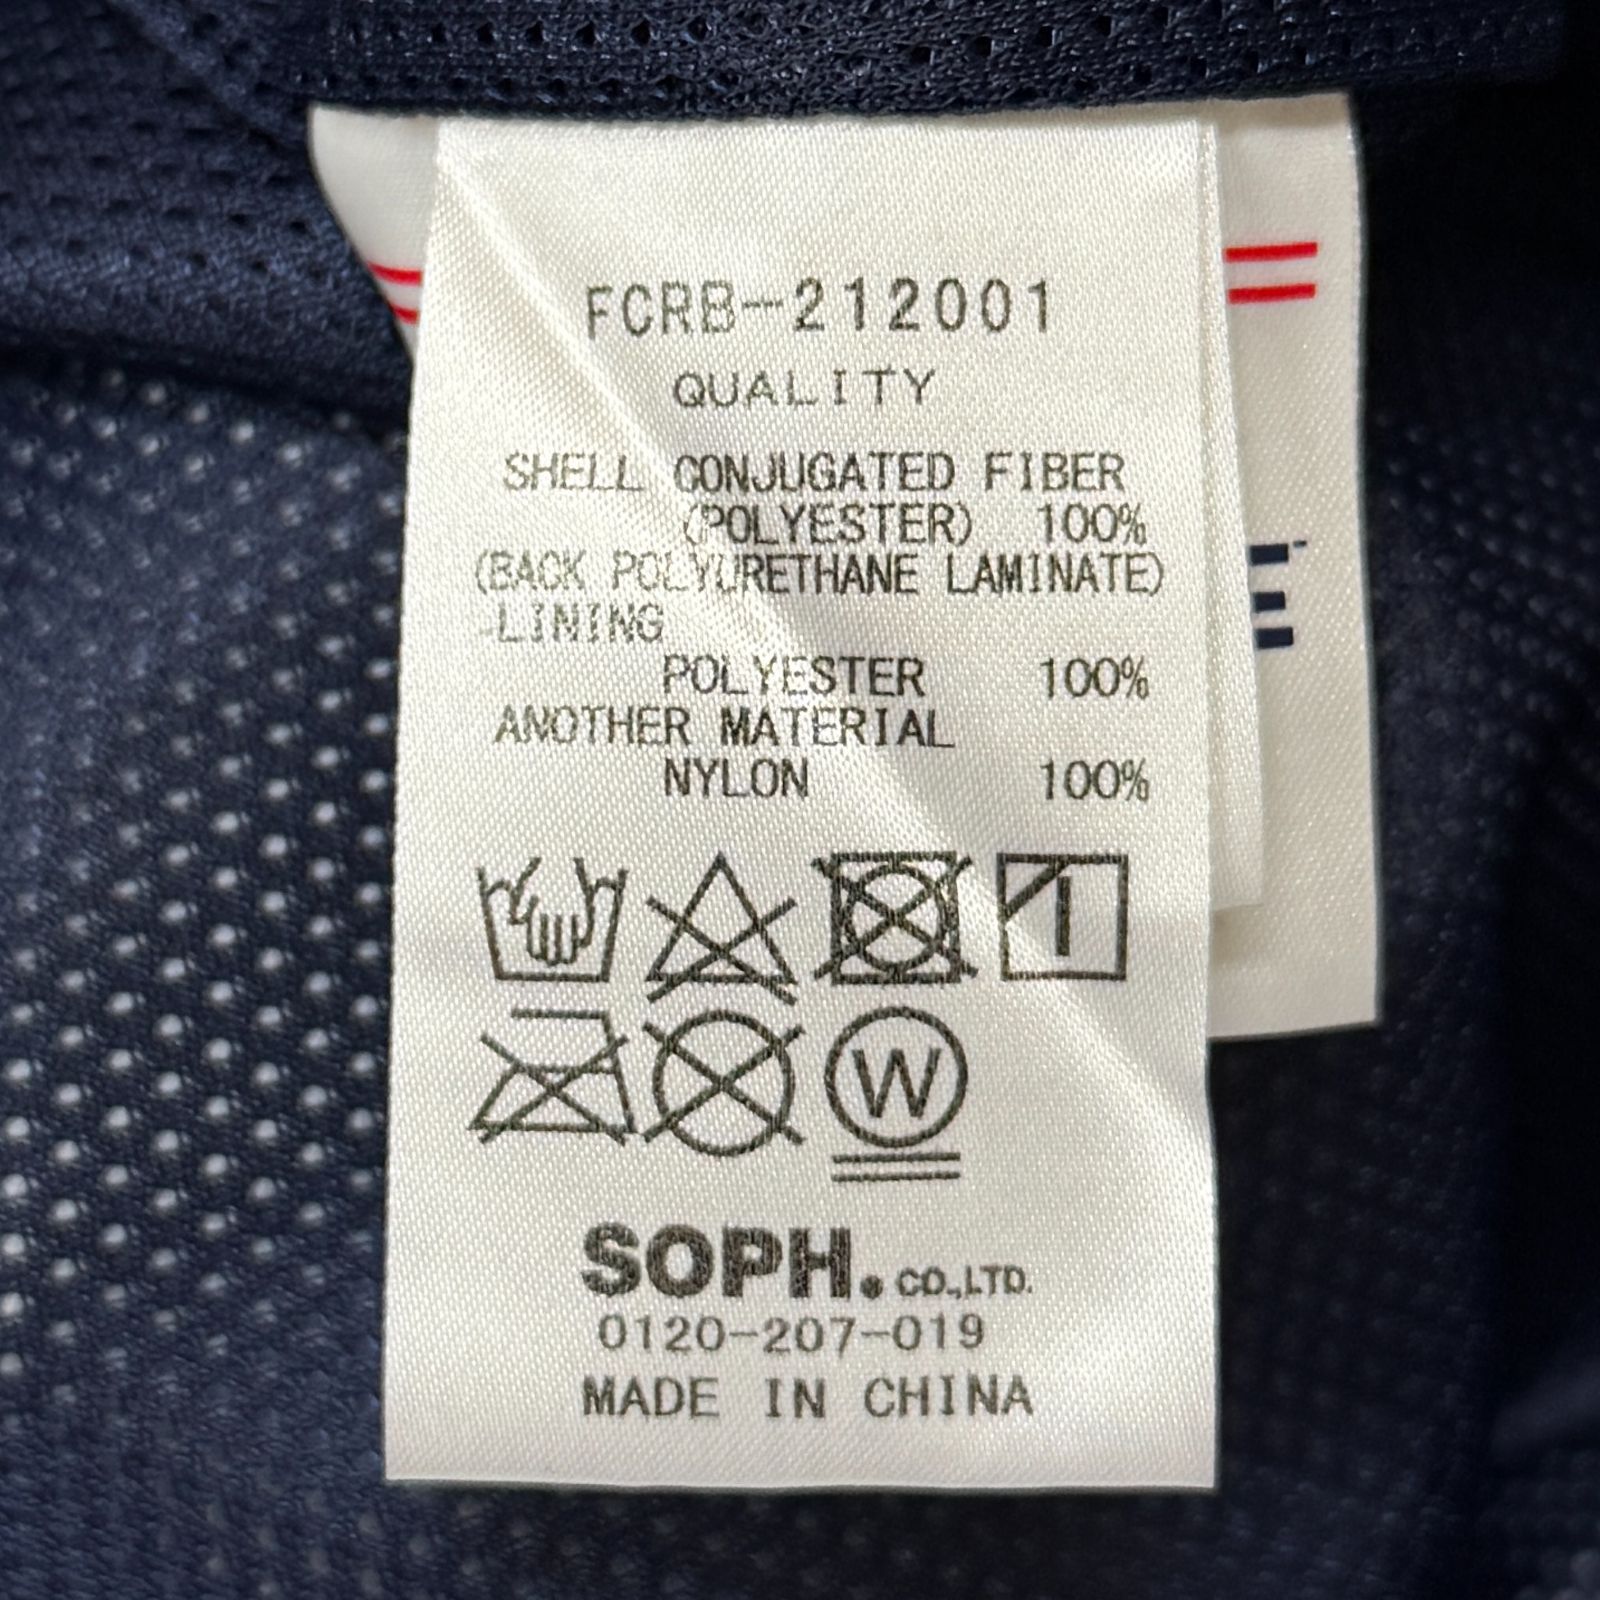 FCRB-212001
QUALITY
SHELL CONJUGATED FIBER
(POLYESTER) 100%
(BACK POLYURETHANE LAMINATE)
-LINING
POLYESTER 100%
ANOTHER MATERIAL
NYLON 100%
W
SOPH. CO.,LTD.
0120-207-019
MADE IN CHINA